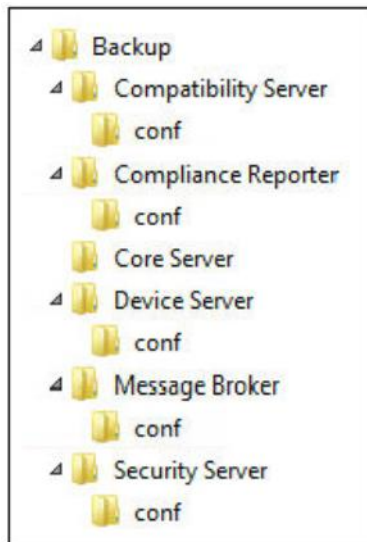 Backup
Compatibility Server
conf
Compliance Reporter
conf
Core Server
Device Server
conf
Message Broker
conf
Security Server
conf